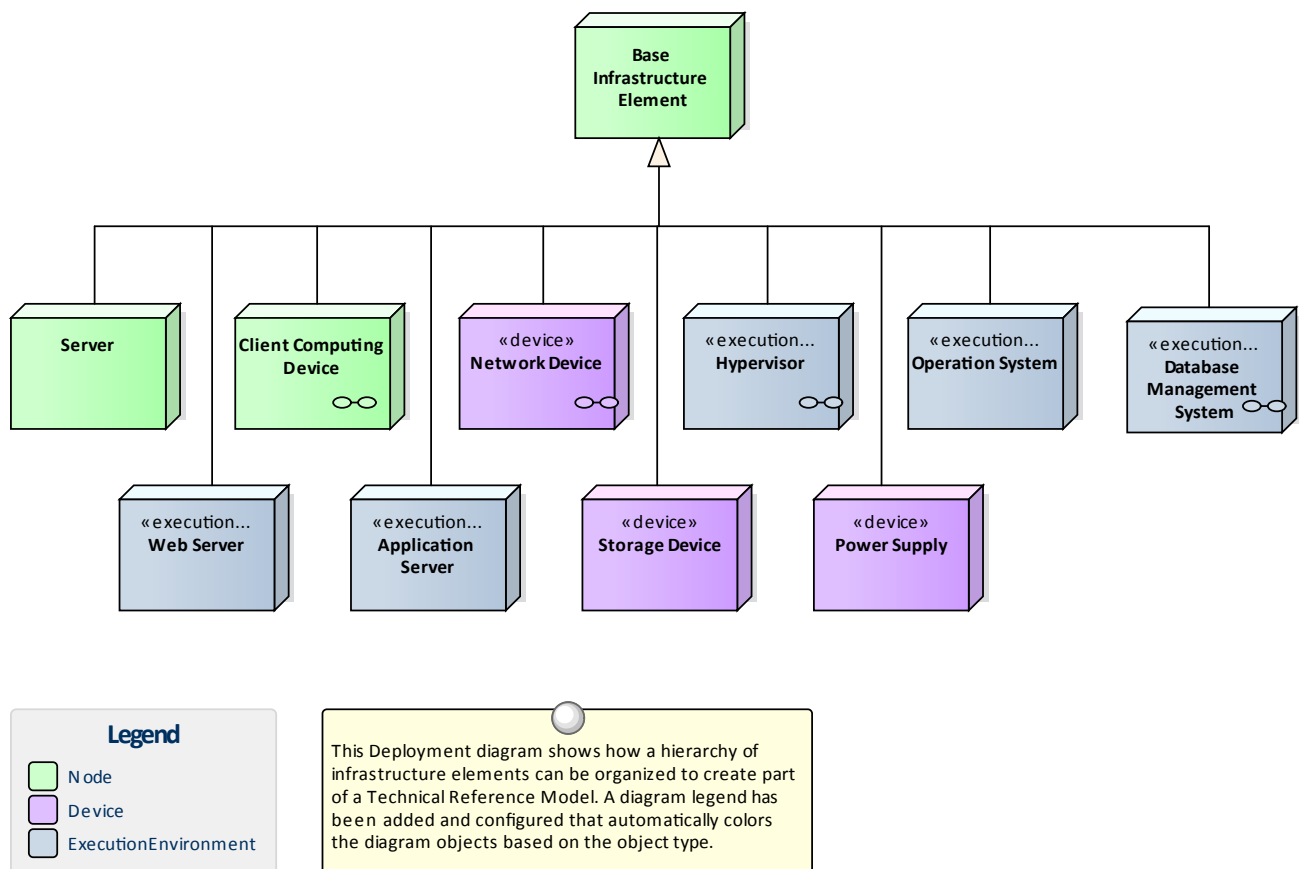 Base
Infrastructure
Element
Server
Client Computing
Device
«device»
Network Device
«execution...
Hypervisor
«execution...
Operation System
«execution...
Database
Management
System
«execution...
Web Server
«execution...
Application
Server
«device»
Storage Device
«device»
Power Supply
Legend
Node
Device
ExecutionEnvironment
This Deployment diagram shows how a hierarchy of
infrastructure elements can be organized to create part
of a Technical Reference Model. A diagram legend has
been added and configured that automatically colors
the diagram objects based on the object type.